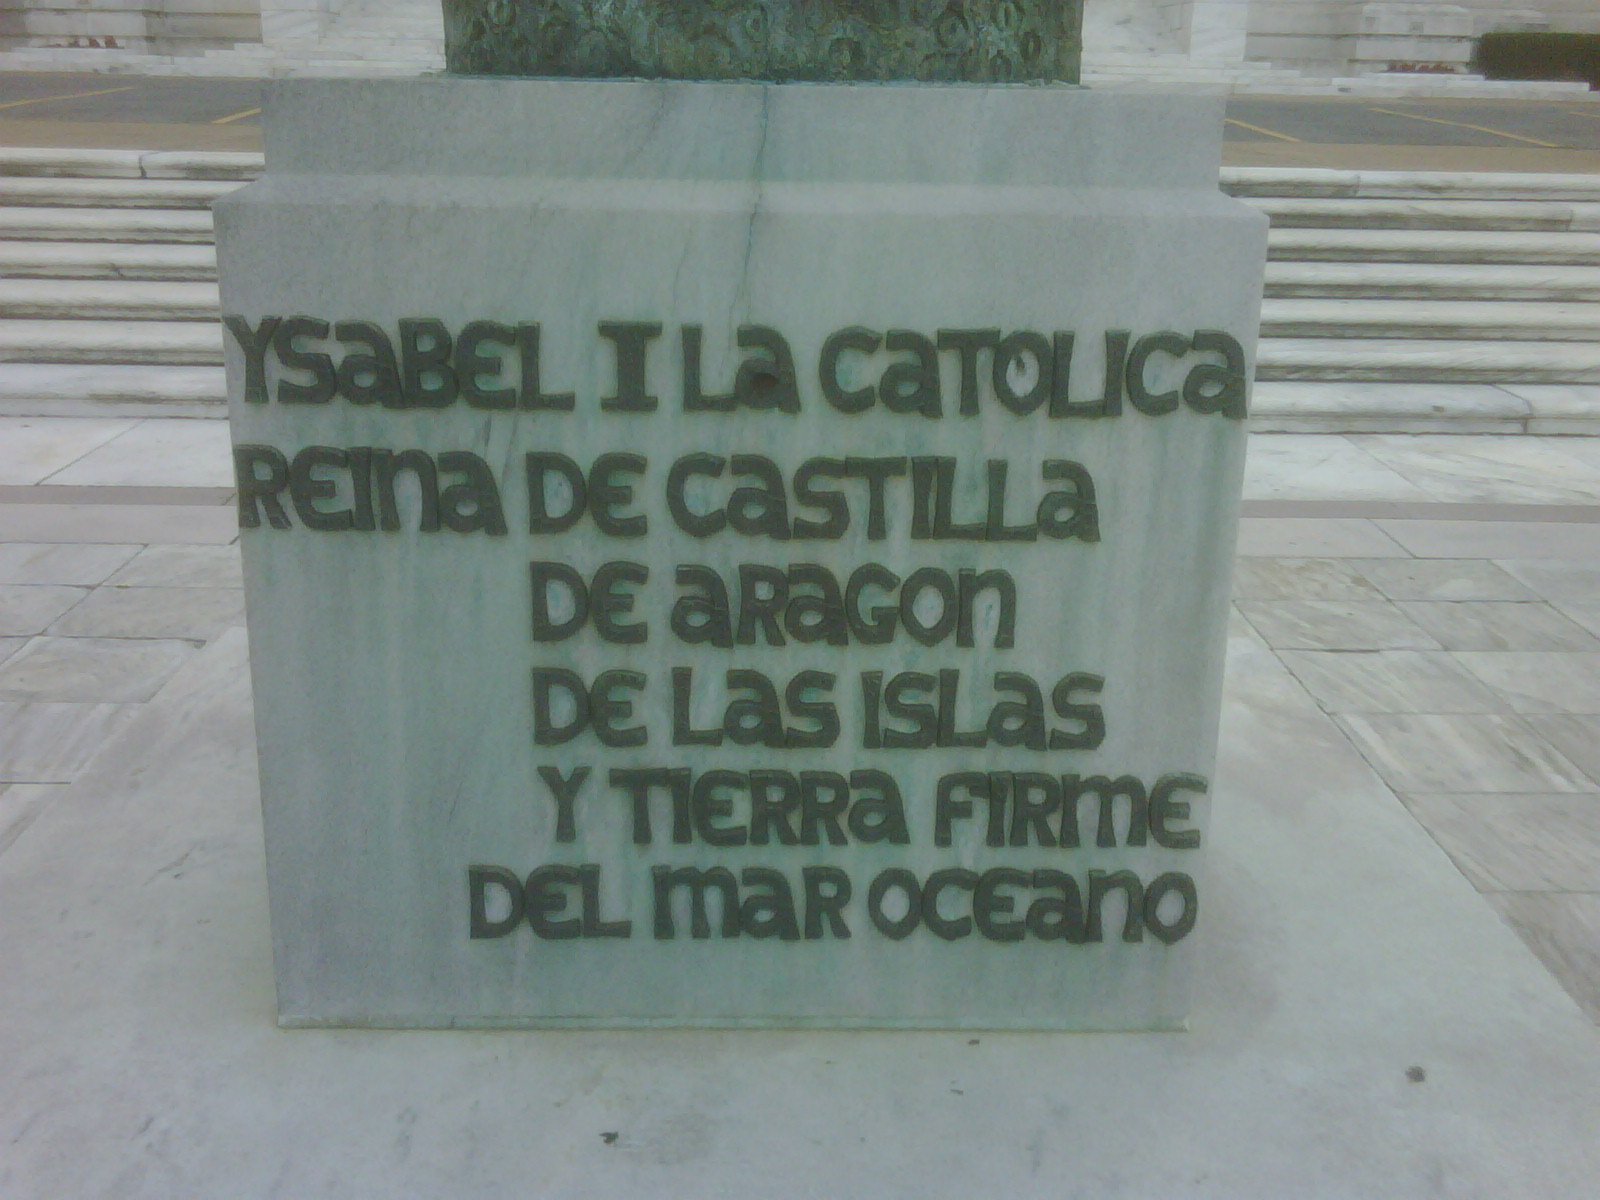 YSABEL I LA CATOLICA
REINA DE CASTILLA
DE ARAGON
DE LAS ISLAS
Y TIERRA FIRME
DEL MAR OCEANO